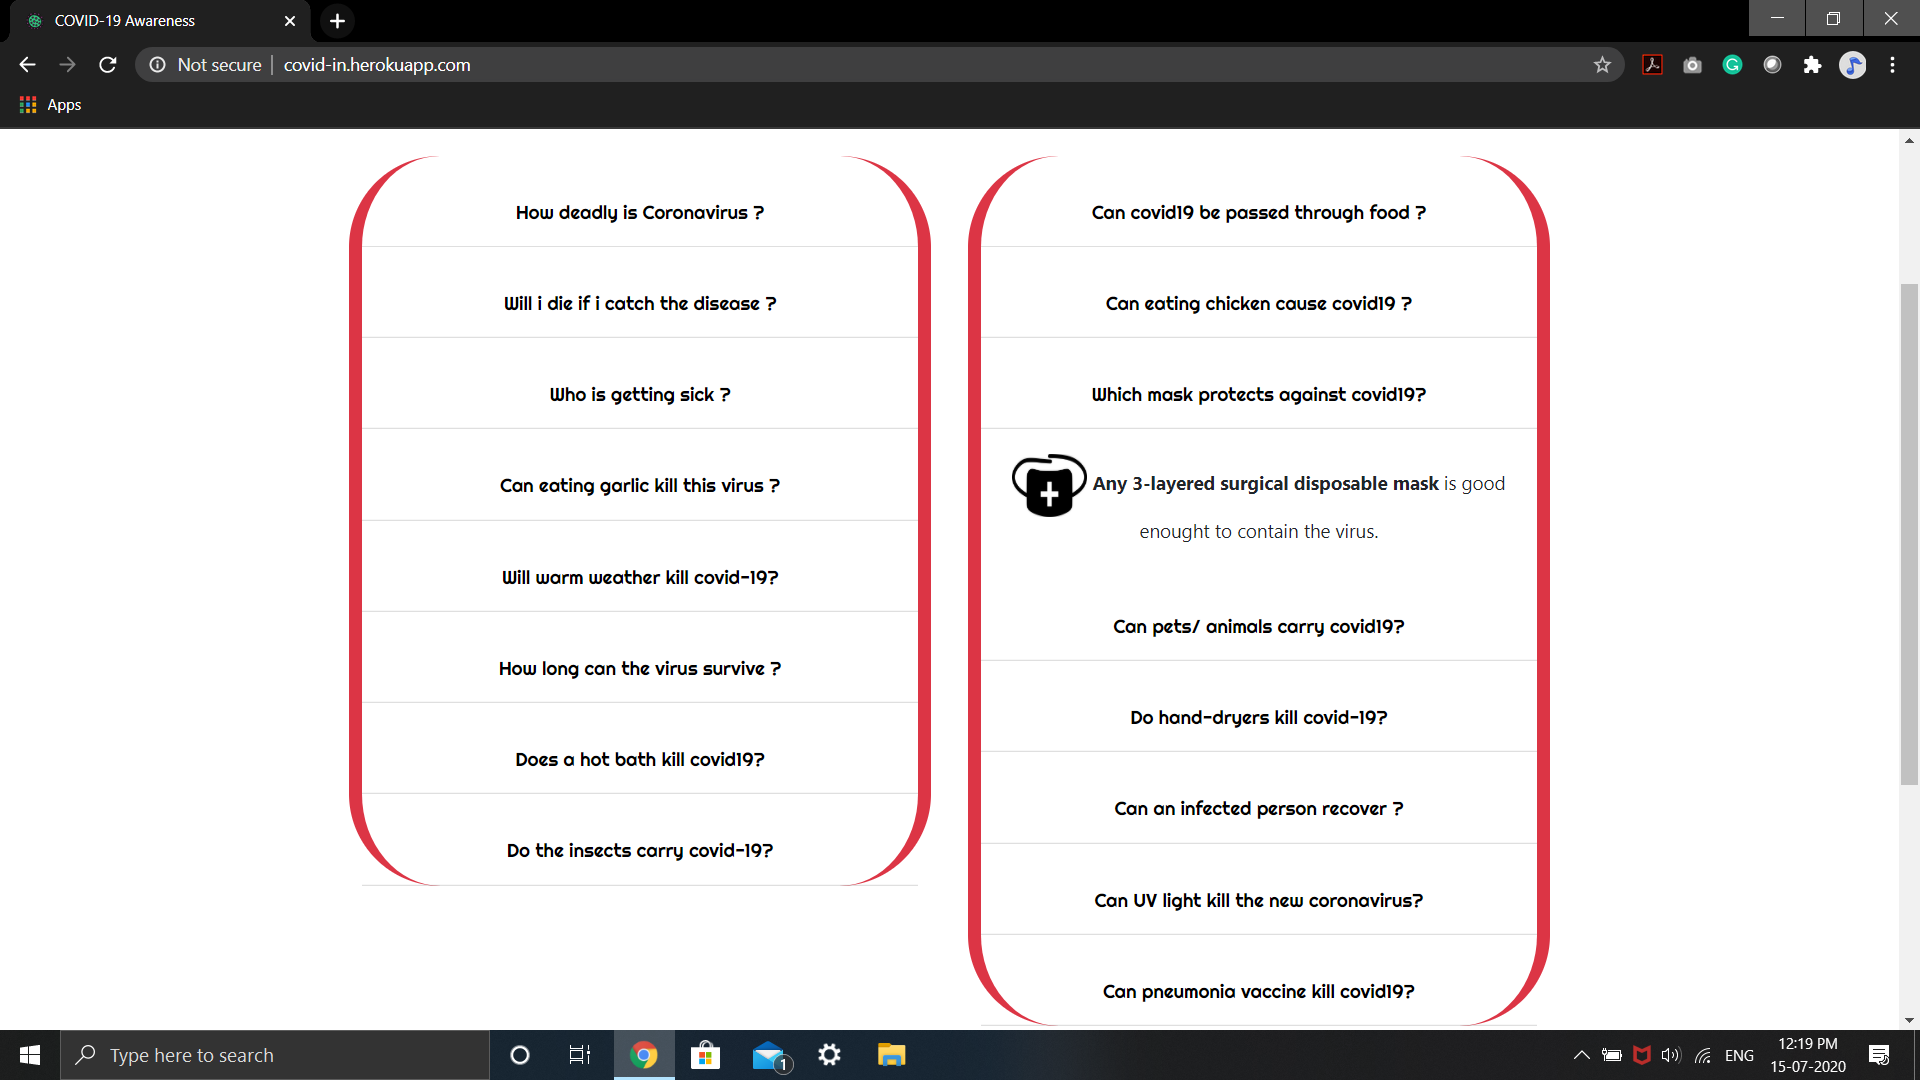 COVID-19 Awareness
Not secure
covid-in.herokuapp.com
Apps
How deadly is Coronavirus ?
Will i die if i catch the disease ?
Who is getting sick ?
Can eating garlic kill this virus ?
Will warm weather kill covid-19?
How long can the virus survive ?
Does a hot bath kill covid19?
Do the insects carry covid-19?
Can covid19 be passed through food ?
Can eating chicken cause covid19 ?
Which mask protects against covid19?
Any 3-layered surgical disposable mask is good
enought to contain the virus.
Can pets/ animals carry covid19?
Do hand-dryers kill covid-19?
Can an infected person recover ?
Can UV light kill the new coronavirus?
Can pneumonia vaccine kill covid19?
Type here to search
1
ENG
12:19 PM
15-07-2020